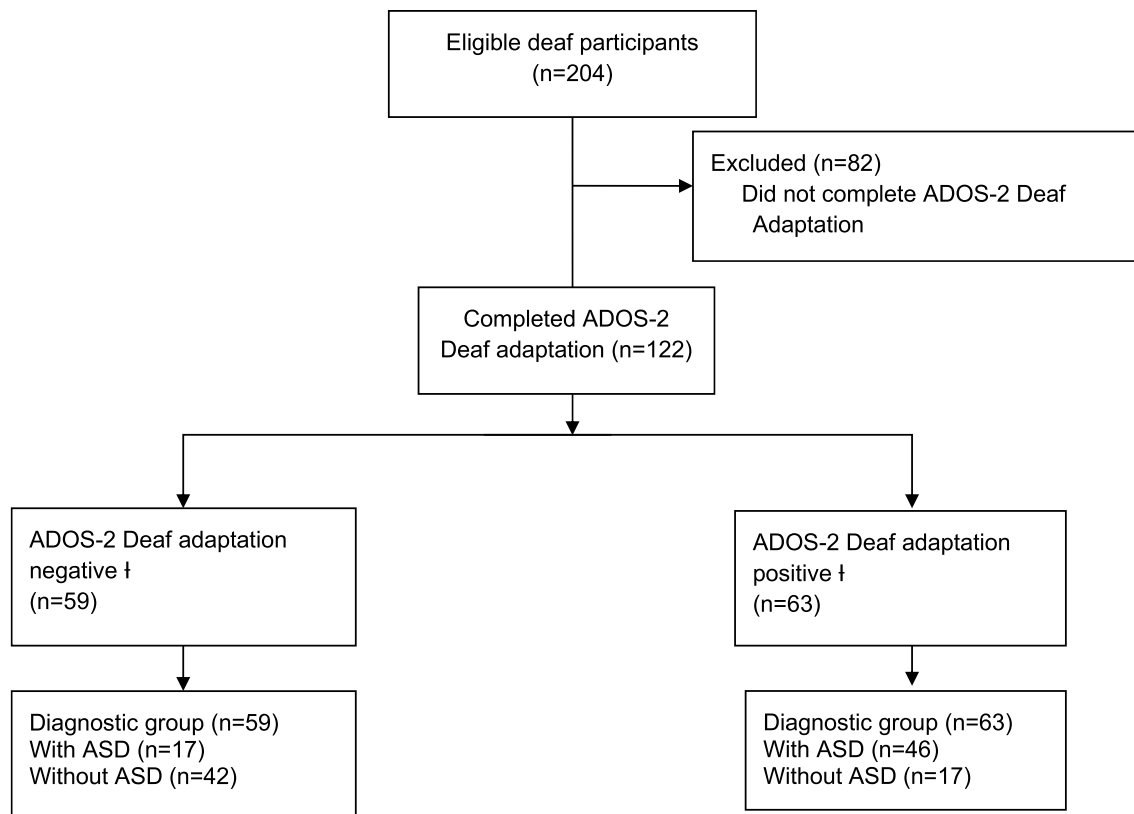 Eligible deaf participants
(n=204)
Excluded (n=82)
Did not complete ADOS-2 Deaf
Adaptation
Completed ADOS-2
Deaf adaptation (n=122)
ADOS-2 Deaf adaptation
negative ƚ
(n=59)
ADOS-2 Deaf adaptation
positive ƚ
(n=63)
Diagnostic group (n=59)
With ASD (n=17)
Without ASD (n=42)
Diagnostic group (n=63)
With ASD (n=46)
Without ASD (n=17)